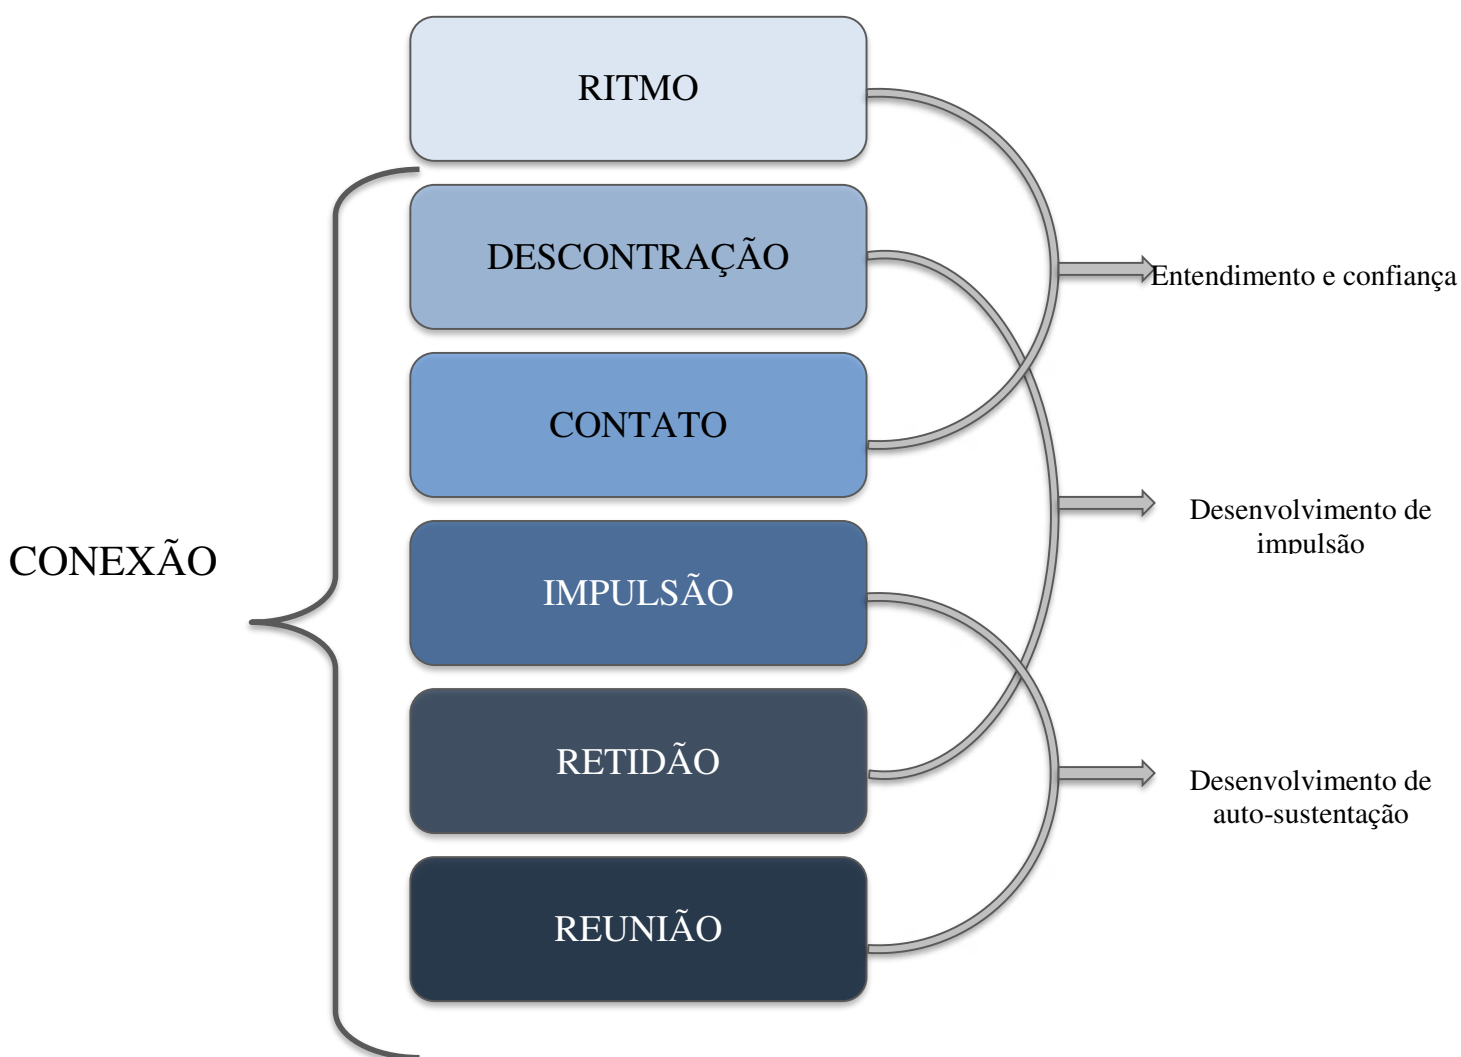 RITMO
DESCONTRAÇÃO
Entendimento e confiança
CONTATO
Desenvolvimento de
impulsão
CONEXÃO
IMPULSÃO
RETIDÃO
Desenvolvimento de
auto-sustentação
REUNIÃO